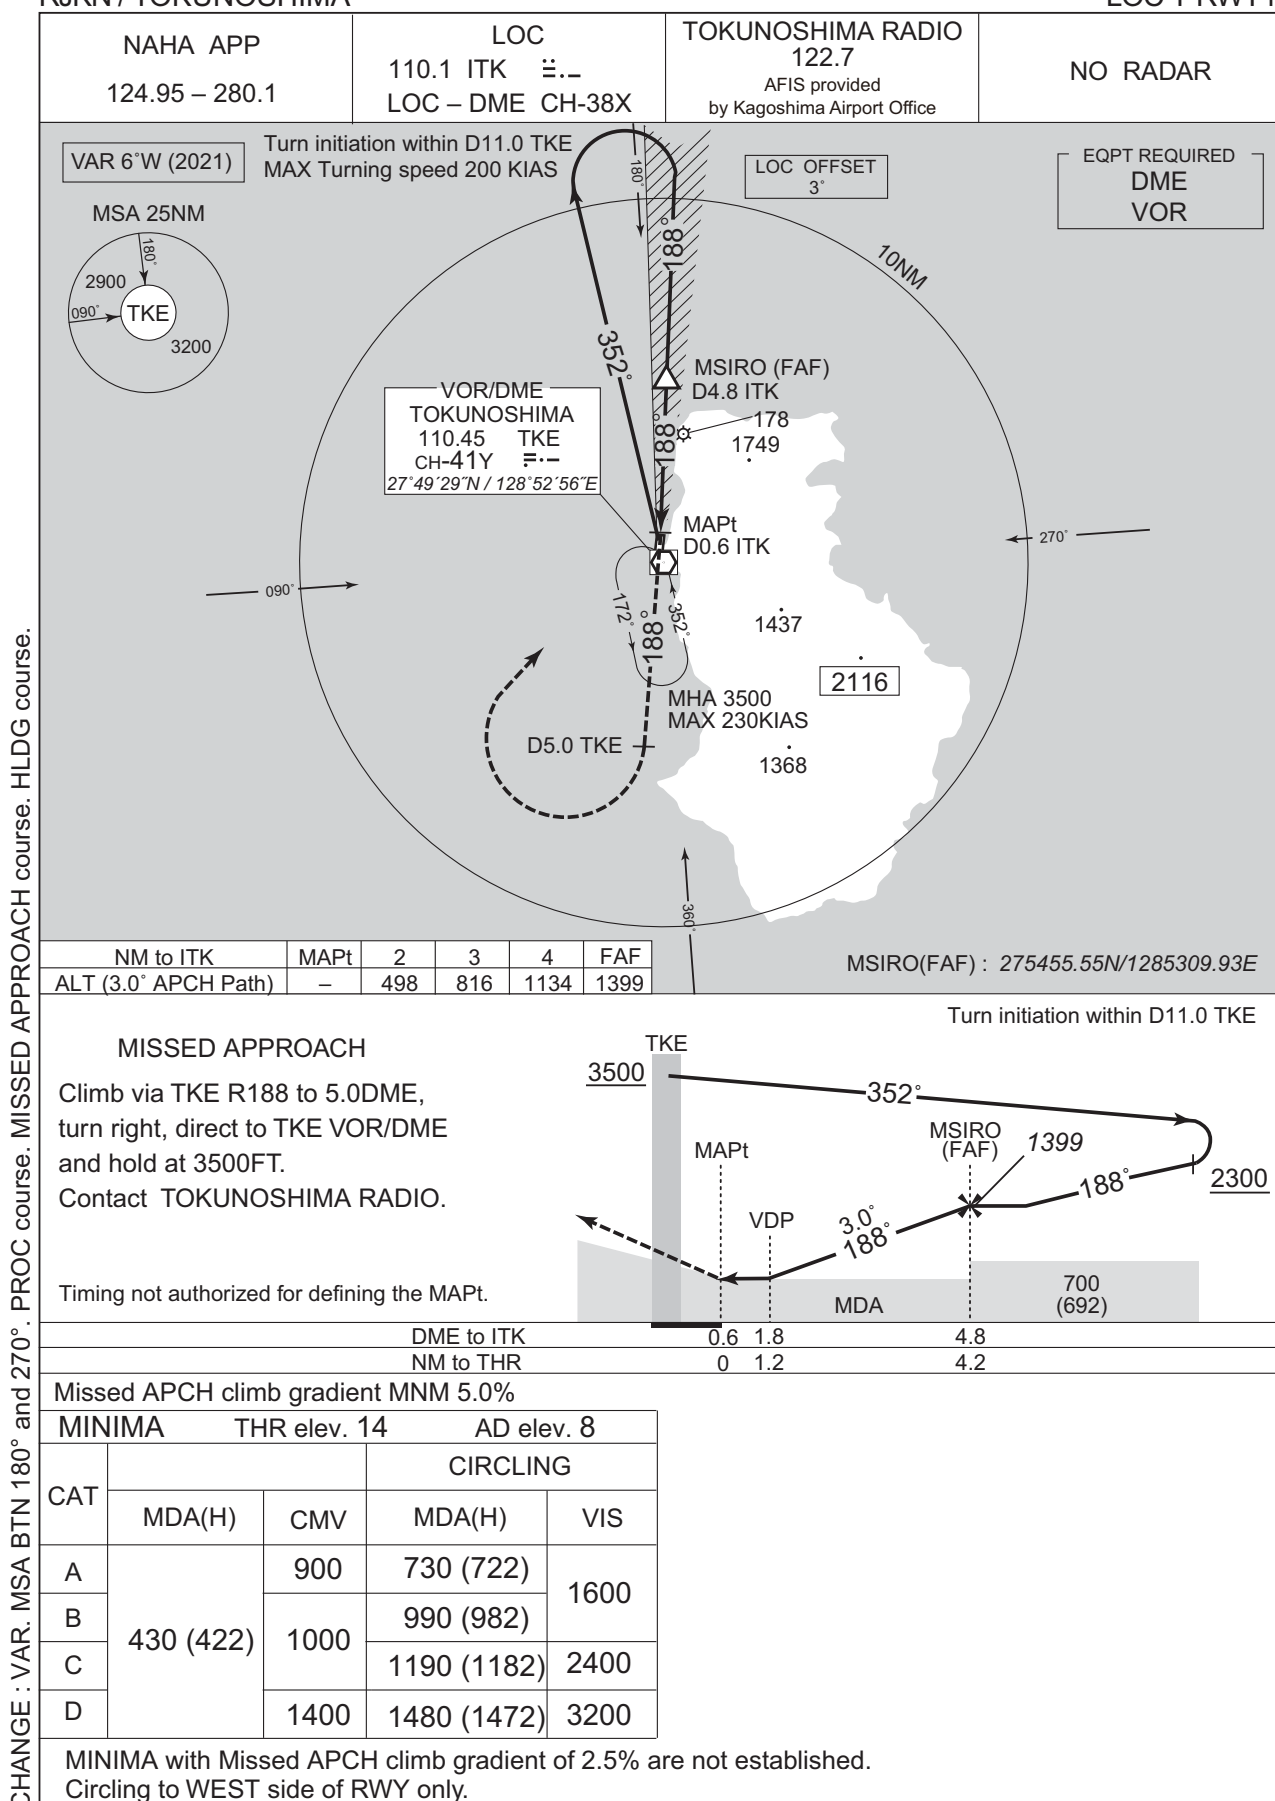 RJKN / TOKUNOSHIMA
NAHA APP
124.95 – 280.1
LOC
110.1 ITK
LOC – DME CH-38X
TOKUNOSHIMA RADIO
122.7
AFIS provided
by Kagoshima Airport Office
NO RADAR
VAR 6˚W (2021)
Turn initiation within D11.0 TKE
MAX Turning speed 200 KIAS
LOC OFFSET
3˚
EQPT REQUIRED
DME
VOR
MSA 25NM
180˚
2900
090˚
TKE
3200
180˚
188°
10NM
352°
MSIRO (FAF)
D4.8 ITK
VOR/DME
TOKUNOSHIMA
110.45 TKE
CH-41Y
27˚49´29˝N / 128˚52´56˝E
188°
178
1749
MAPt
D0.6 ITK
270˚
090˚
172˚
188°
352˚
1437
2116
MHA 3500
MAX 230KIAS
D5.0 TKE
1368
360˚
NM to ITK MAPt 2 3 4 FAF
ALT (3.0˚ APCH Path) – 498 816 1134 1399
MSIRO(FAF) : 275455.55N/1285309.93E
Turn initiation within D11.0 TKE
MISSED APPROACH
Climb via TKE R188 to 5.0DME,
turn right, direct to TKE VOR/DME
and hold at 3500FT.
Contact TOKUNOSHIMA RADIO.
Timing not authorized for defining the MAPt.
TKE
3500
352°
MAPt
MSIRO
(FAF)
1399
188°
2300
VDP
3.0°
188°
MDA
700
(692)
DME to ITK 0.6 1.8 4.8
NM to THR 0 1.2 4.2
Missed APCH climb gradient MNM 5.0%
MINIMA THR elev. 14 AD elev. 8
CAT CIRCLING
MDA(H) CMV MDA(H) VIS
A 430 (422) 900 730 (722) 1600
B 1000 990 (982)
C 1190 (1182) 2400
D 1400 1480 (1472) 3200
MINIMA with Missed APCH climb gradient of 2.5% are not established.
Circling to WEST side of RWY only.
CHANGE : VAR. MSA BTN 180° and 270°. PROC course. MISSED APPROACH course. HLDG course.